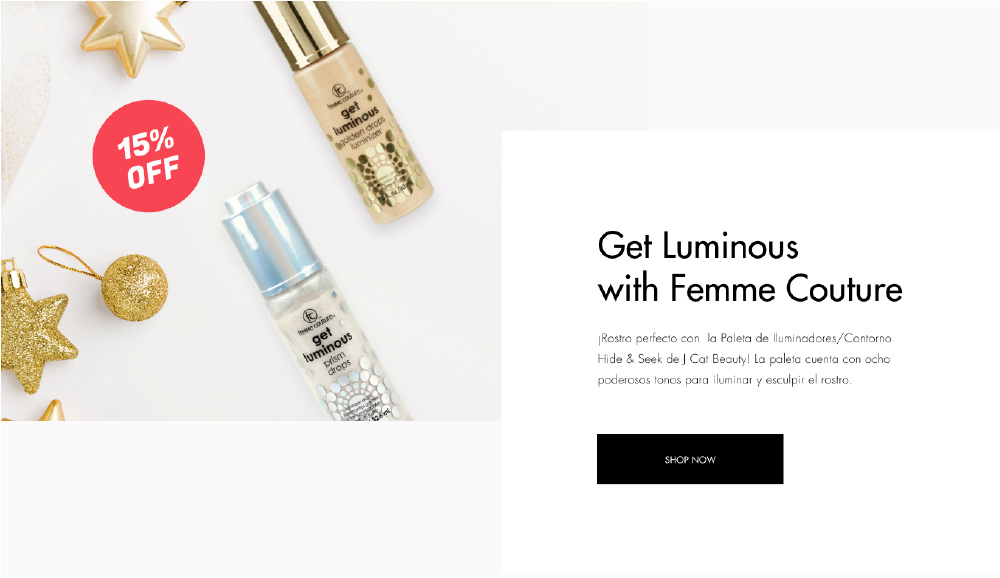 15%
OFF
femme couture
get
luminous
golden drops
luminizer
femme couture
get
luminous
prism
drops
Get Luminous
with Femme Couture
¡Rostro perfecto con la Paleta de Iluminadores/Contorno
Hide & Seek de J Cat Beauty! La paleta cuenta con ocho
poderosos tonos para iluminar y esculpir el rostro.
SHOP NOW